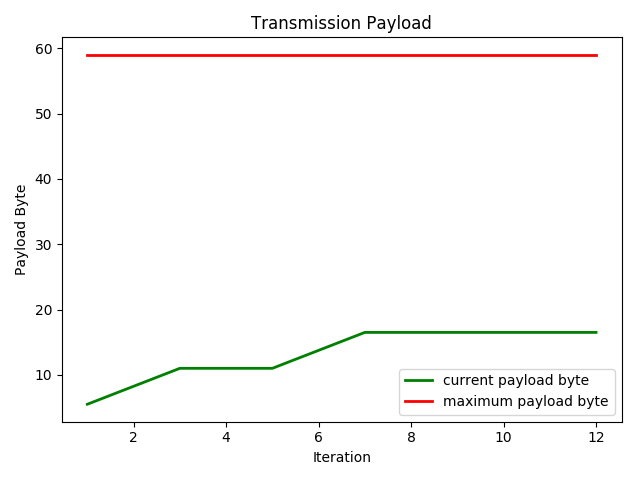 Transmission Payload
60
50
40
30
20
10
Payload Byte
current payload byte
maximum payload byte
2 4 6 8 10 12
Iteration